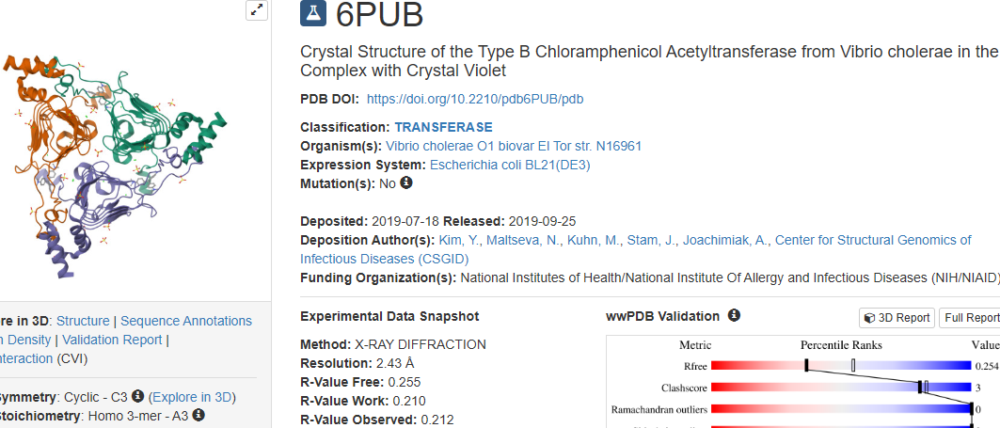 6PUB
Crystal Structure of the Type B Chloramphenicol Acetyltransferase from Vibrio cholerae in the
Complex with Crystal Violet
PDB DOI: https://doi.org/10.2210/pdb6PUB/pdb
Classification: TRANSFERASE
Organism(s): Vibrio cholerae O1 biovar El Tor str. N16961
Expression System: Escherichia coli BL21(DE3)
Mutation(s): No
Deposited: 2019-07-18 Released: 2019-09-25
Deposition Author(s): Kim, Y., Maltseva, N., Kuhn, M., Stam, J., Joachimiak, A., Center for Structural Genomics of
Infectious Diseases (CSGID)
Funding Organization(s): National Institutes of Health/National Institute Of Allergy and Infectious Diseases (NIH/NIAID)
re in 3D: Structure | Sequence Annotations
n Density | Validation Report |
nteraction (CVI)
ymmetry: Cyclic - C3 (Explore in 3D)
toichiometry: Homo 3-mer - A3
Experimental Data Snapshot
Method: X-RAY DIFFRACTION
Resolution: 2.43 Å
R-Value Free: 0.255
R-Value Work: 0.210
R-Value Observed: 0.212
wwPDB Validation
3D Report
Full Report
Metric Percentile Ranks Value
Rfree 0.254
Clashscore 3
Ramachandran outliers 0